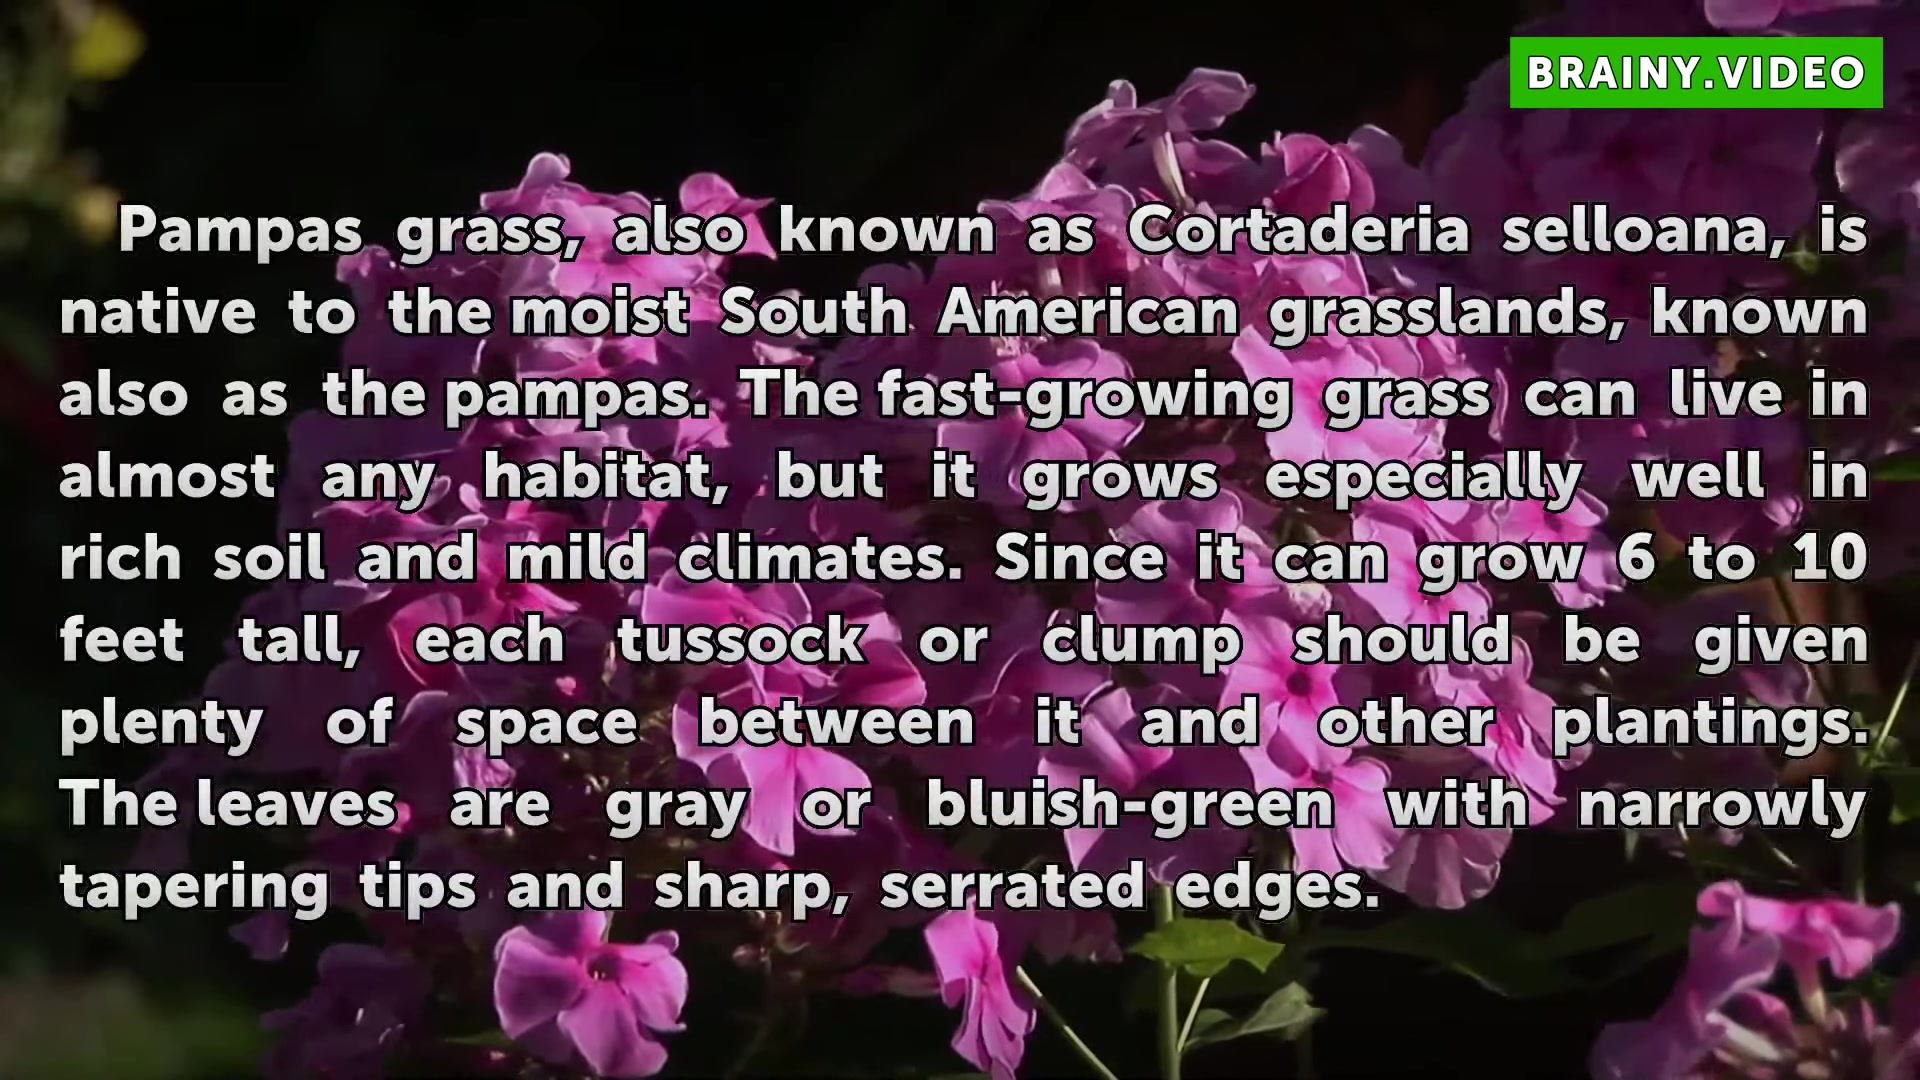 BRAINY.VIDEO
Pampas grass, also known as Cortaderia selloana, is
native to the moist South American grasslands, known
also as the pampas. The fast-growing grass can live in
almost any habitat, but it grows especially well in
rich soil and mild climates. Since it can grow 6 to 10
feet tall, each tussock or clump should be given
plenty of space between it and other plantings.
The leaves are gray or bluish-green with narrowly
tapering tips and sharp, serrated edges.